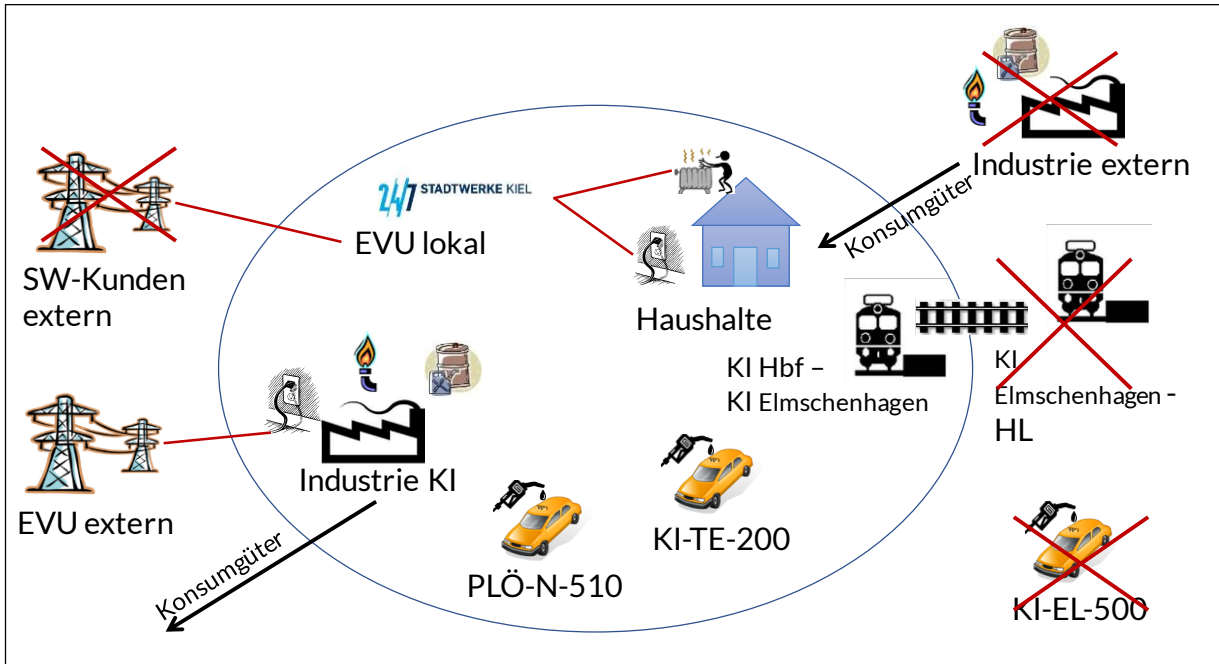 Industrie extern
Konsumgüter
24/7 STADTWERKE KIEL
EVU lokal
SW-Kunden
extern
Haushalte
KI Hbf –
KI Elmschenhagen
KI
Elmschenhagen -
HL
Industrie KI
EVU extern
Konsumgüter
PLÖ-N-510
KI-TE-200
KI-EL-500